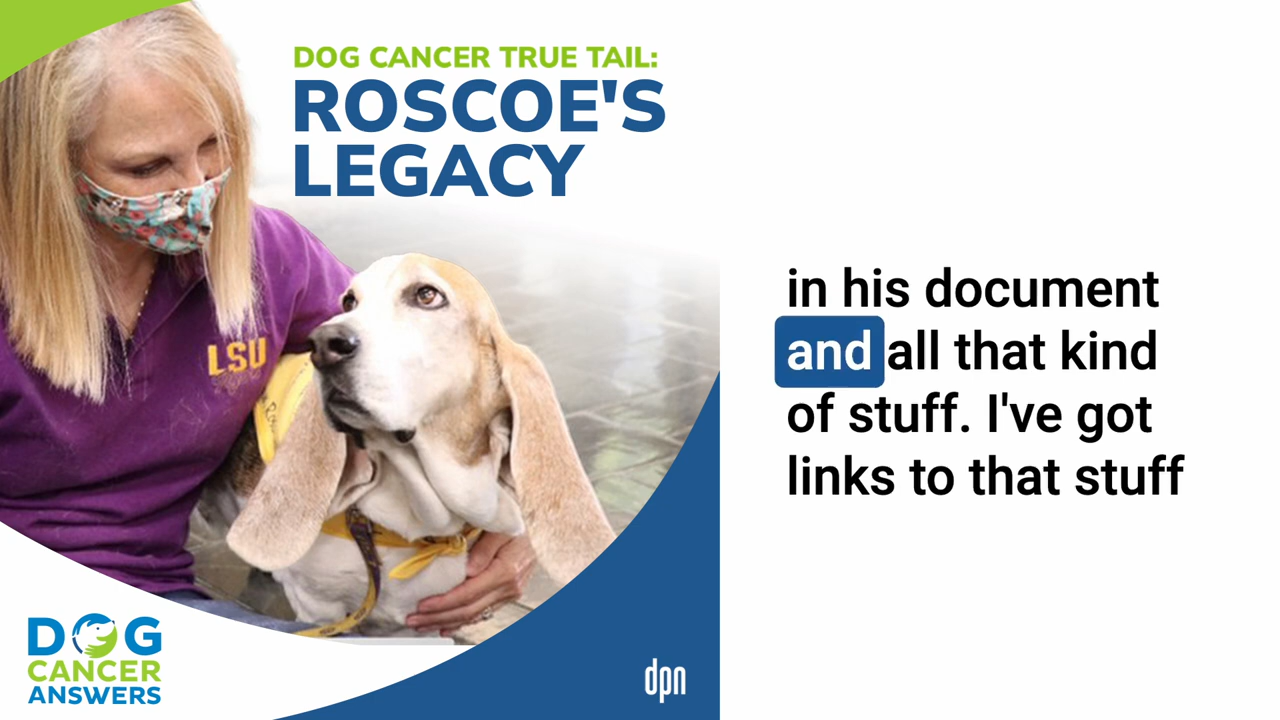 DOG CANCER TRUE TAIL:
ROSCOE'S
LEGACY
LSU
in his document
and all that kind
of stuff. I've got
links to that stuff
DOG
CANCER
ANSWERS
dpn